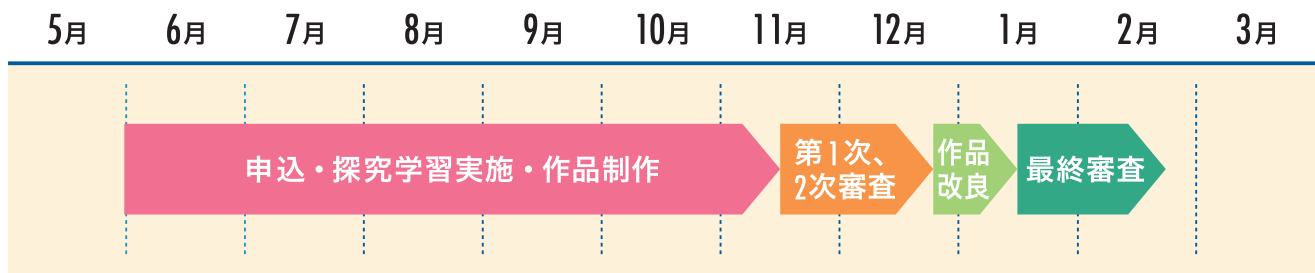 5月 6月 7月 8月 9月 10月 11月 12月 1月 2月 3月
申込・探究学習実施・作品制作
第1次、
2次審査
作品
改良
最終審査